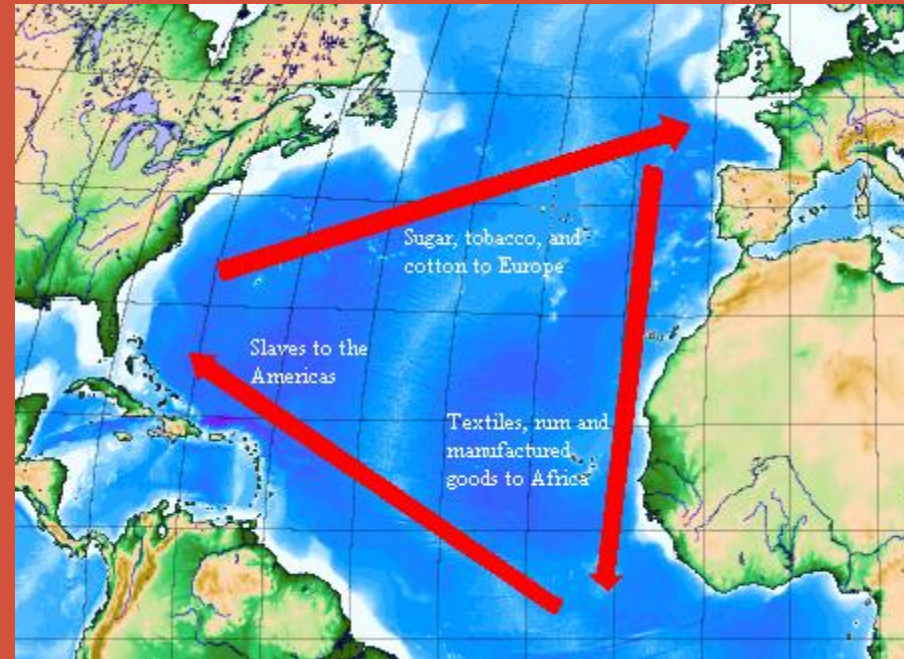 Sugar, tobacco, and
cotton to Europe
Slaves to the
Americas
Textiles, rum and
manufactured
goods to Africa